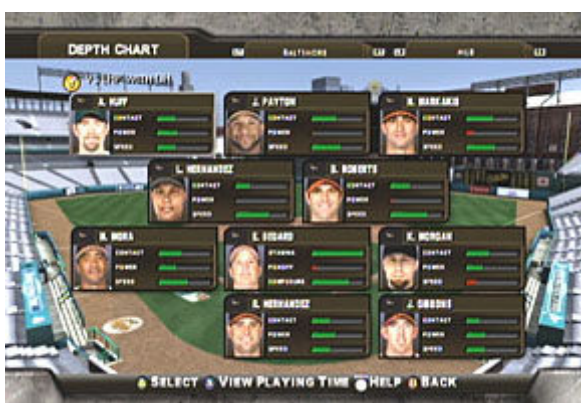 DEPTH CHART
BALTIMORE
MLB
A. HUFF
CONTACT
POWER
SPEED
J. PAYTON
CONTACT
POWER
SPEED
N. MARKAKIS
CONTACT
POWER
SPEED
L. HERNANDEZ
CONTACT
POWER
SPEED
B. ROBERTS
CONTACT
POWER
SPEED
M. MORA
CONTACT
POWER
SPEED
E. BEDARD
STAMINA
COMPOSURE
K. MORGAN
CONTACT
POWER
SPEED
HERNANDEZ
CONTACT
POWER
SPEED
J. GIBBONS
CONTACT
POWER
SPEED
SELECT VIEW PLAYING TIME HELP BACK